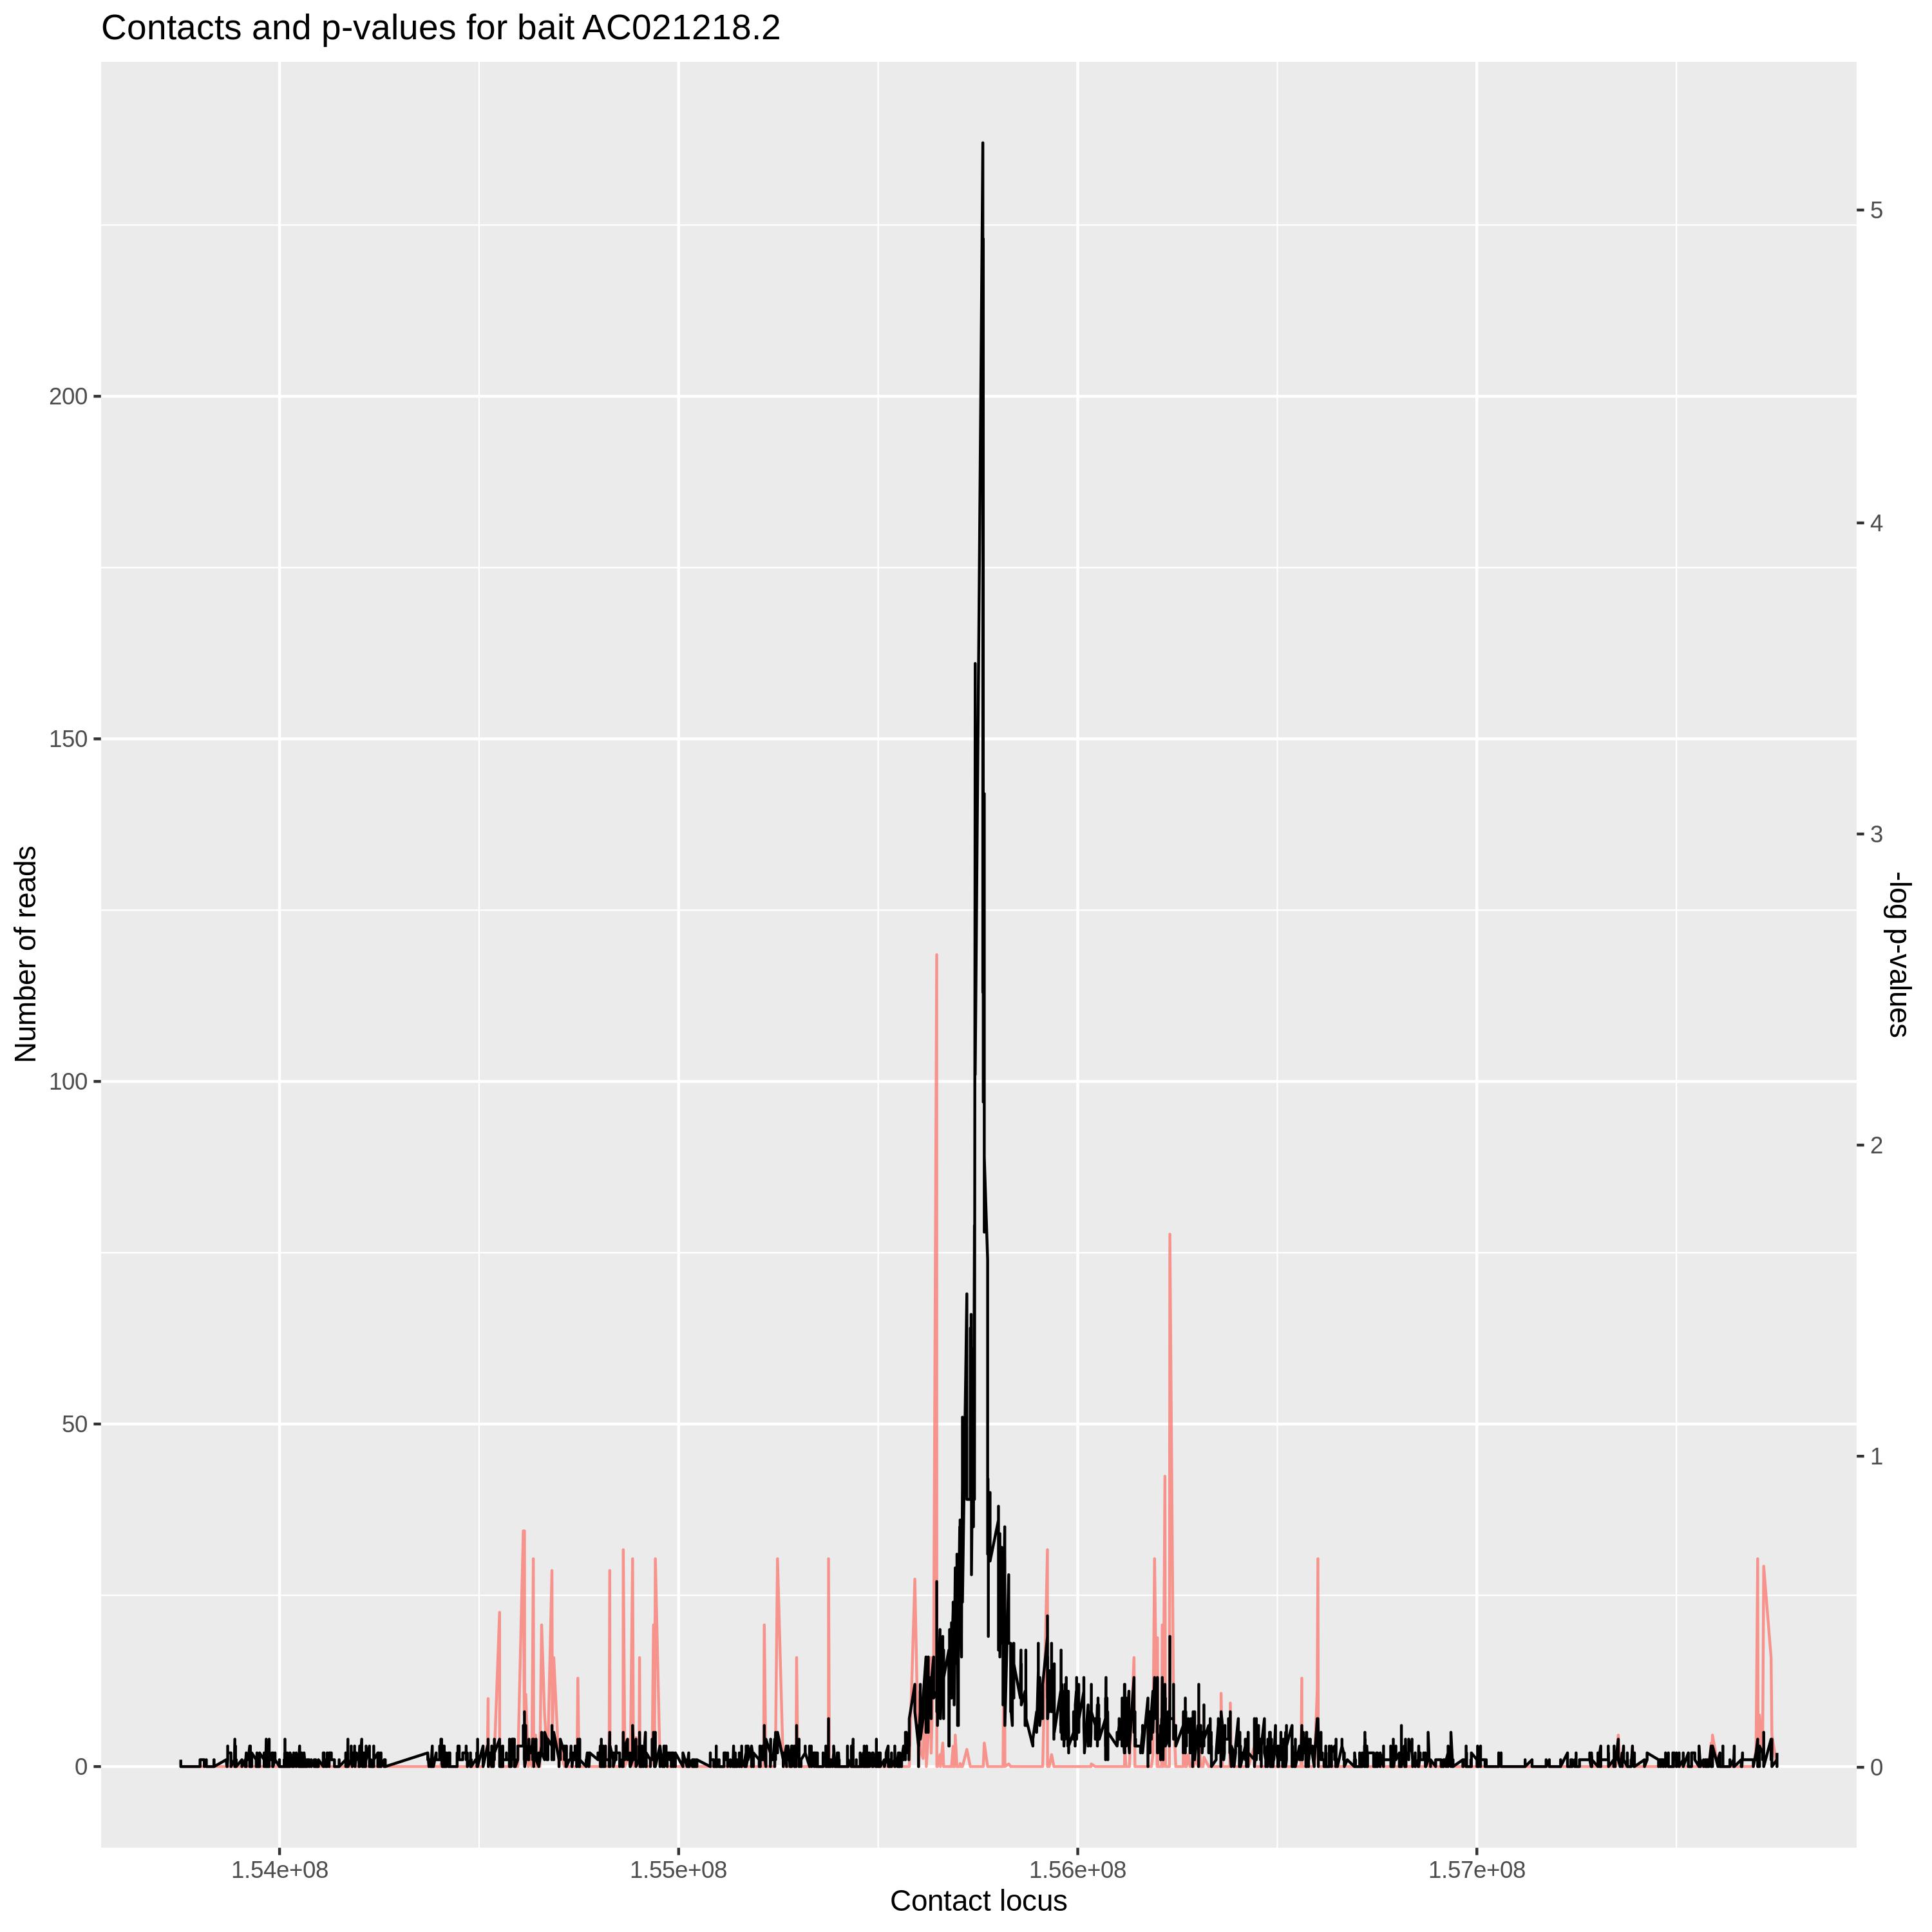 Contacts and p-values for bait AC021218.2
Number of reads
200
150
100
50
0
5
4
3
2
1
0
-log p-values
1.54e+08 1.55e+08 1.56e+08 1.57e+08
Contact locus